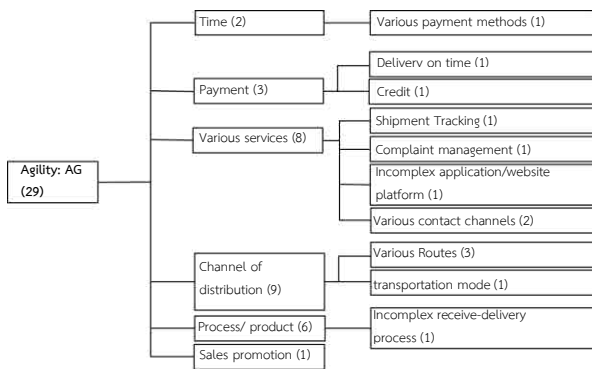 Time (2)
Various payment methods (1)
Deliverv on time (1)
Payment (3)
Credit (1)
Shipment Tracking (1)
Various services (8)
Complaint management (1)
Agility: AG
(29)
Incomplex application/website
platform (1)
Various contact channels (2)
Various Routes (3)
Channel of
distribution (9)
transportation mode (1)
Process/ product (6)
Incomplex receive-delivery
process (1)
Sales promotion (1)